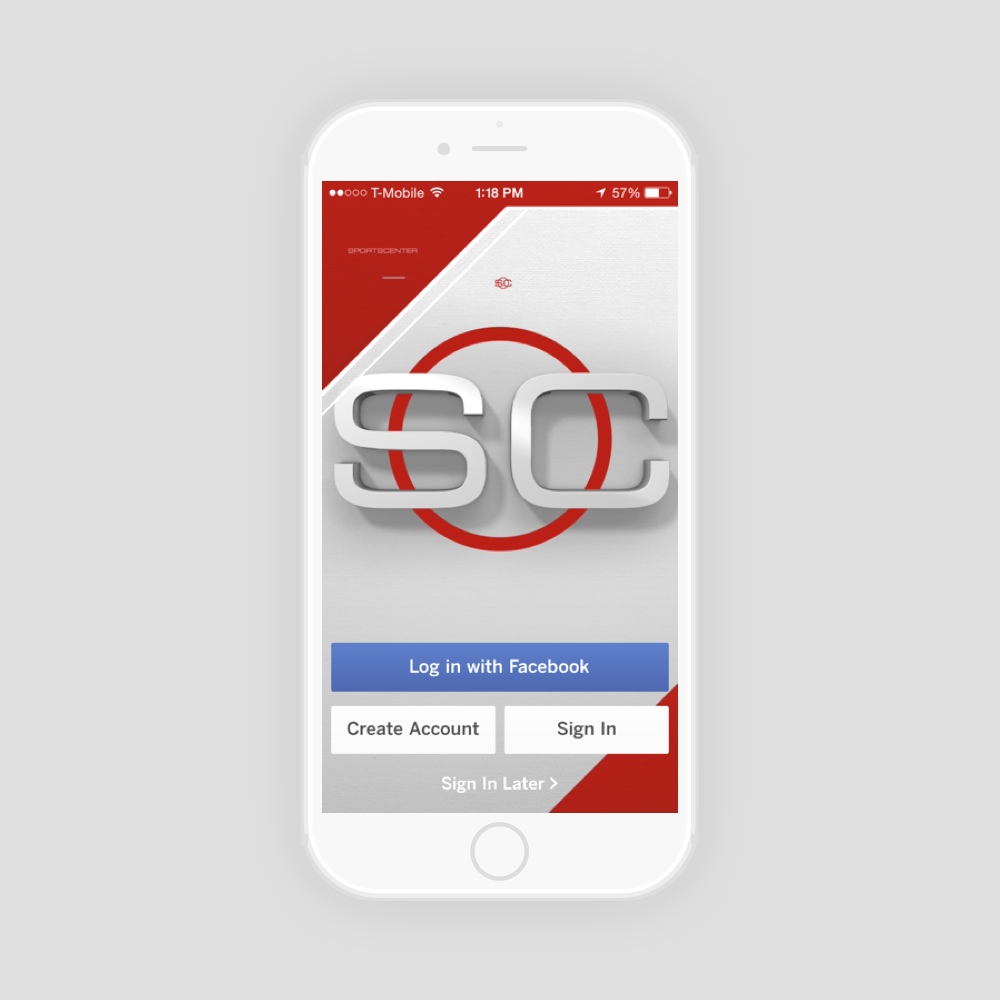 T-Mobile 1:18 PM 57%
SPORTSCENTER
SC
SC
Log in with Facebook
Create Account Sign In
Sign In Later >